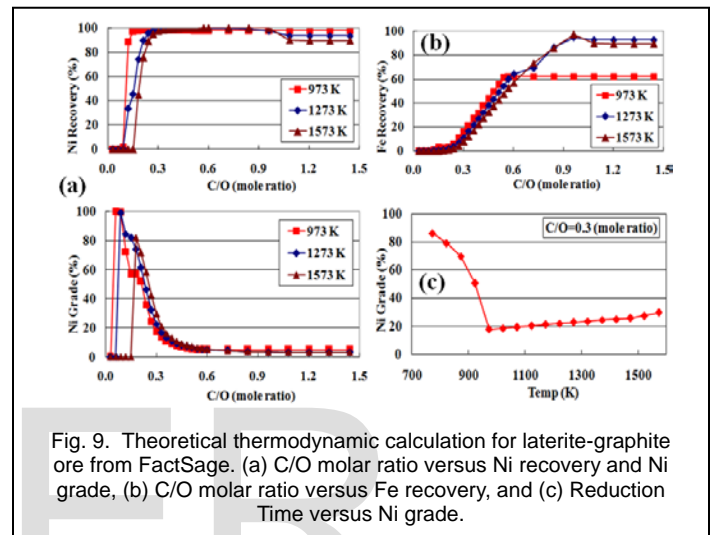 100
80
60
40
20
0
Ni Recovery (%)
973 K
1273 K
1573 K
0.0 0.3 0.6 0.9 1.2 1.5
C/O (mole ratio)
(a)
100
80
60
40
20
0
Fe Recovery (%)
(b)
973 K
1273 K
1573 K
0.0 0.3 0.6 0.9 1.2 1.5
C/O (mole ratio)
100
80
60
40
20
0
Ni Grade (%)
973 K
1273 K
1573 K
0.0 0.3 0.6 0.9 1.2 1.5
C/O (mole ratio)
100
80
60
40
20
0
Ni Grade (%)
C/O=0.3 (mole ratio)
(c)
700 900 1100 1300 1500
Temp (K)
Fig. 9. Theoretical thermodynamic calculation for laterite-graphite
ore from FactSage. (a) C/O molar ratio versus Ni recovery and Ni
grade, (b) C/O molar ratio versus Fe recovery, and (c) Reduction
Time versus Ni grade.